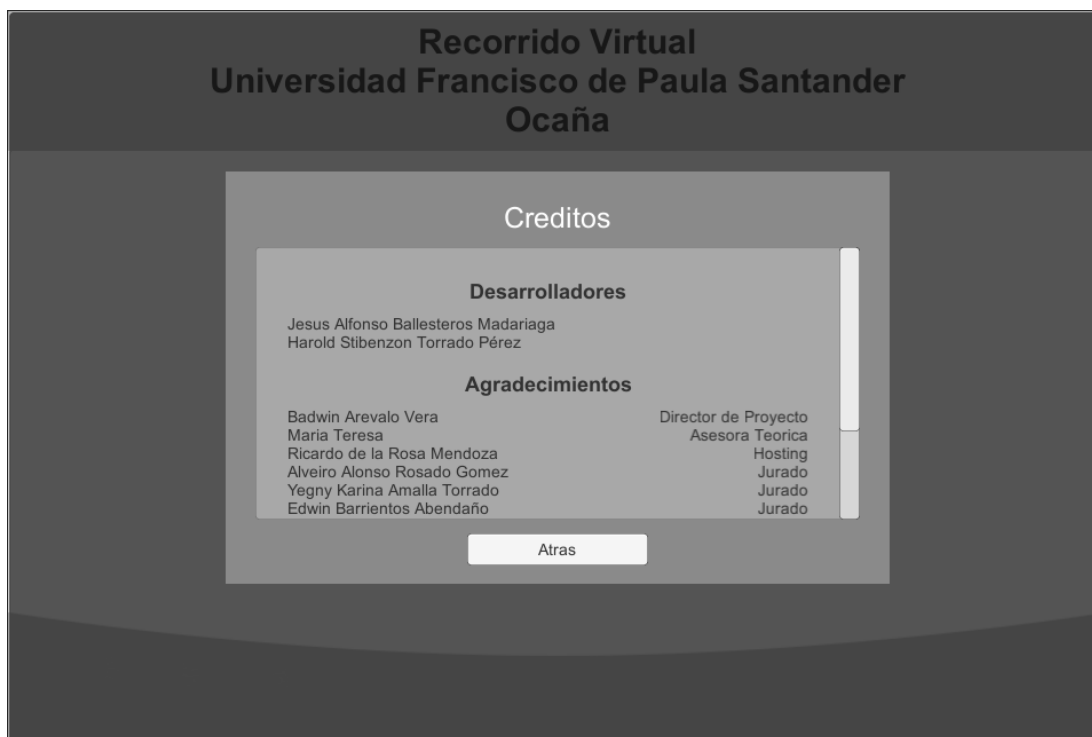 Recorrido Virtual
Universidad Francisco de Paula Santander
Ocaña
Creditos
Desarrolladores
Jesus Alfonso Ballesteros Madariaga
Harold Stibenzon Torrado Pérez
Agradecimientos
Badwin Arevalo Vera Director de Proyecto
Maria Teresa Asesora Teorica
Ricardo de la Rosa Mendoza Hosting
Alveiro Alonso Rosado Gomez Jurado
Yegny Karina Amalla Torrado Jurado
Edwin Barrientos Abendaño Jurado
Atras